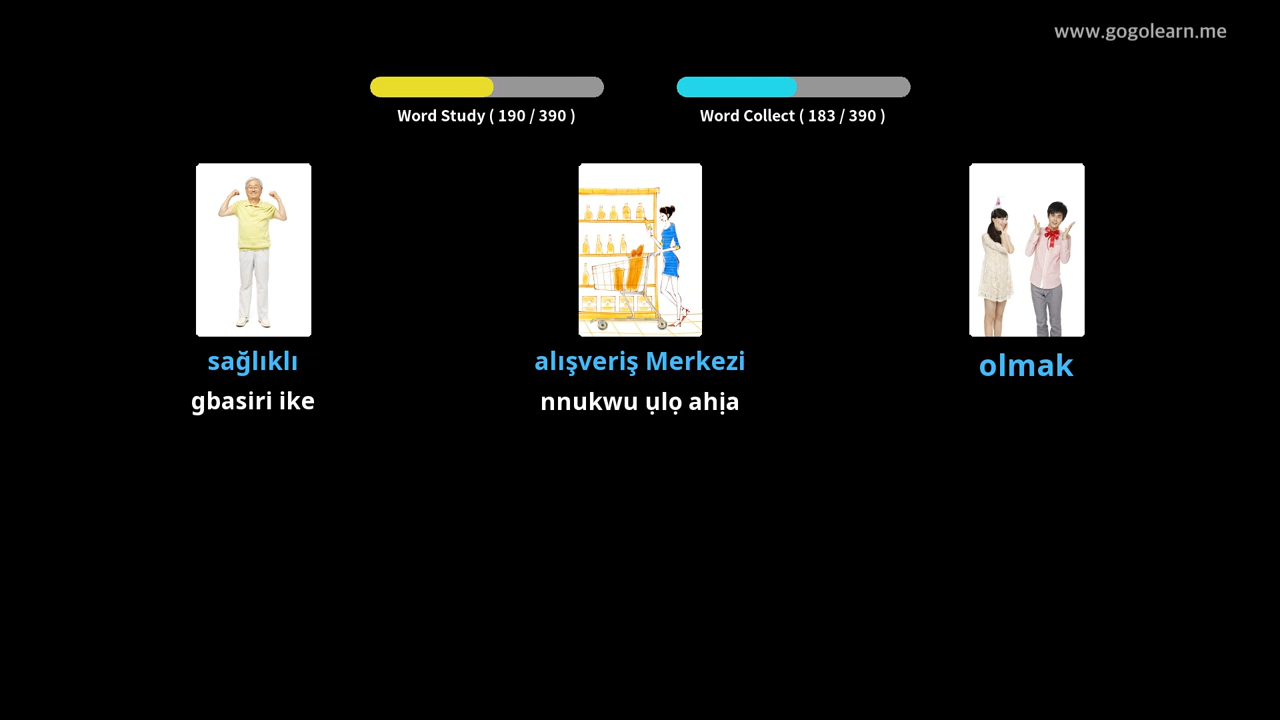 www.gogolearn.me
Word Study ( 190 / 390 )
Word Collect ( 183 / 390 )
sağlıklı
gbasiri ike
alışveriş Merkezi
nnukwu ụlọ ahịa
olmak